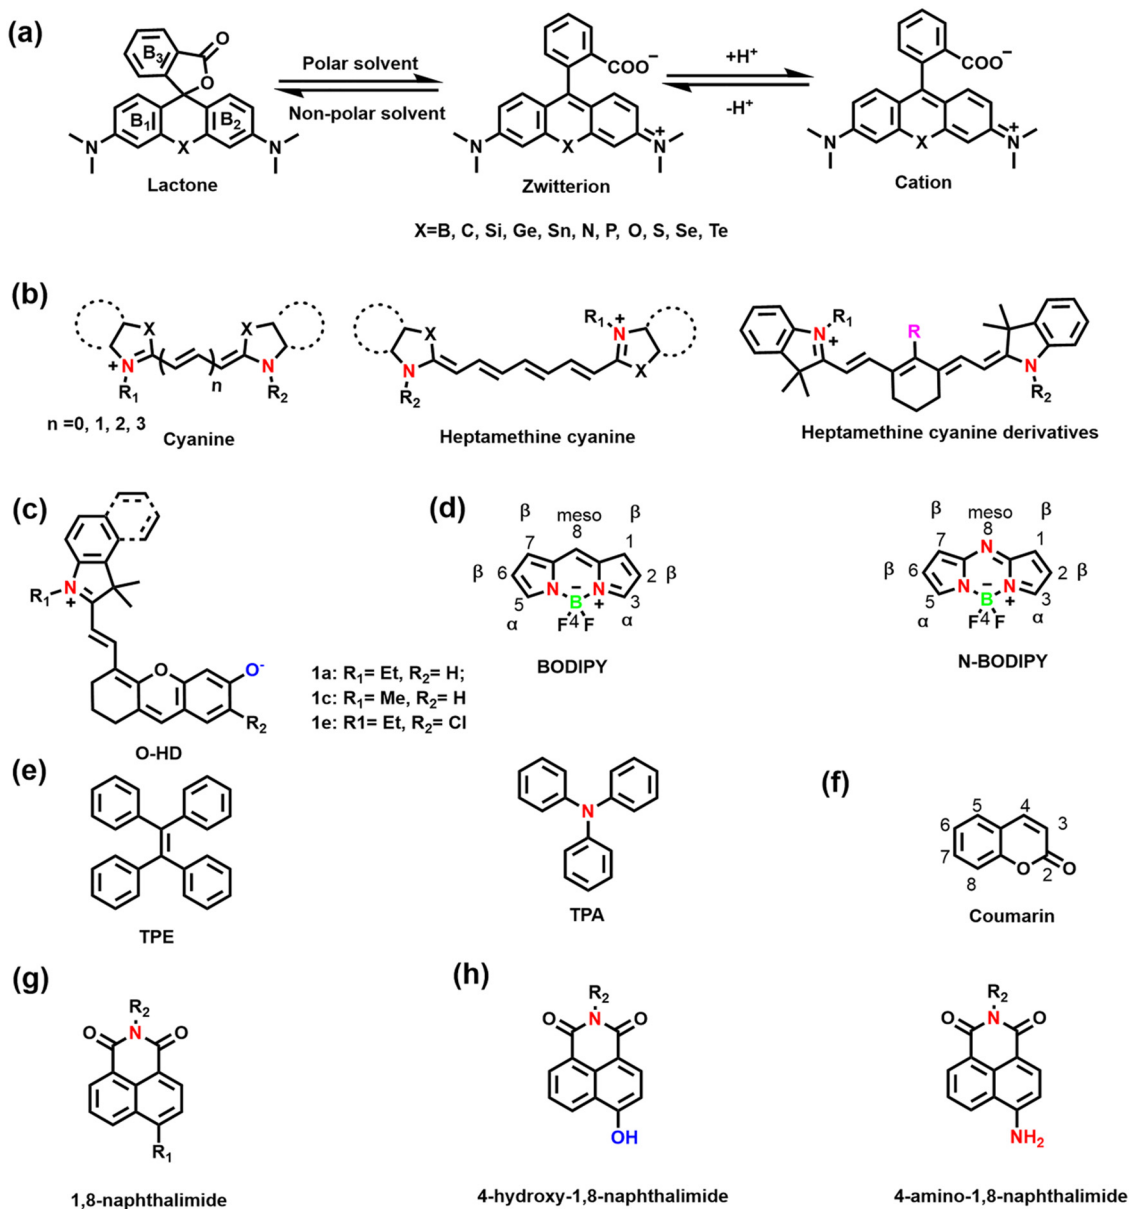 (a)
O
B₃
O
B₁
B₂
N
X
N
Lactone
Polar solvent
Non-polar solvent
COO⁻
N
X
N⁺
Zwitterion
+H⁺
-H⁺
COO⁻
N
X
N⁺
Cation
X=B, C, Si, Ge, Sn, N, P, O, S, Se, Te
(b)
X
X
N
+
R₁
n
N
R₂
n =0, 1, 2, 3
Cyanine
X
N
R₂
R₁
N
+
X
Heptamethine cyanine
N
+
R₁
R
N
R₂
Heptamethine cyanine derivatives
(c)
N
+
R₁
O
O⁻
R₂
O-HD
1a: R₁= Et, R₂= H;
1c: R₁= Me, R₂= H
1e: R1= Et, R₂= Cl
(d)
β
meso
β
8
7
1
β
6
2
β
N
−
N
5
B
+
3
α
F
4
F
α
BODIPY
β
meso
β
8
7
N
1
β
6
2
β
N
−
N
5
B
+
3
α
F
4
F
α
N-BODIPY
(e)
TPE
N
TPA
(f)
5
4
6
3
7
O
2
O
8
Coumarin
(g)
R₂
O
N
O
R₁
1,8-naphthalimide
(h)
R₂
O
N
O
OH
4-hydroxy-1,8-naphthalimide
R₂
O
N
O
NH₂
4-amino-1,8-naphthalimide